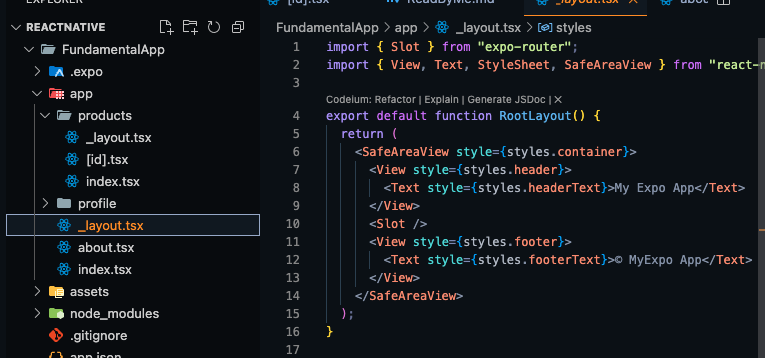 EXPLORER
REACTNATIVE
FundamentalApp
.expo
app
products
_layout.tsx
[id].tsx
index.tsx
profile
_layout.tsx
about.tsx
index.tsx
assets
node_modules
.gitignore
app.json
[id].tsx
ReadByMe.md
_layout.tsx
abot
FundamentalApp > app > _layout.tsx > styles
1 import { Slot } from "expo-router";
2 import { View, Text, StyleSheet, SafeAreaView } from "react-n
3
Codeium: Refactor | Explain | Generate JSDoc | X
4 export default function RootLayout() {
5 return (
6 <SafeAreaView style={styles.container}>
7 <View style={styles.header}>
8 <Text style={styles.headerText}>My Expo App</Text>
9 </View>
10 <Slot />
11 <View style={styles.footer}>
12 <Text style={styles.footerText}>© MyExpo App</Text>
13 </View>
14 </SafeAreaView>
15 );
16 }
17